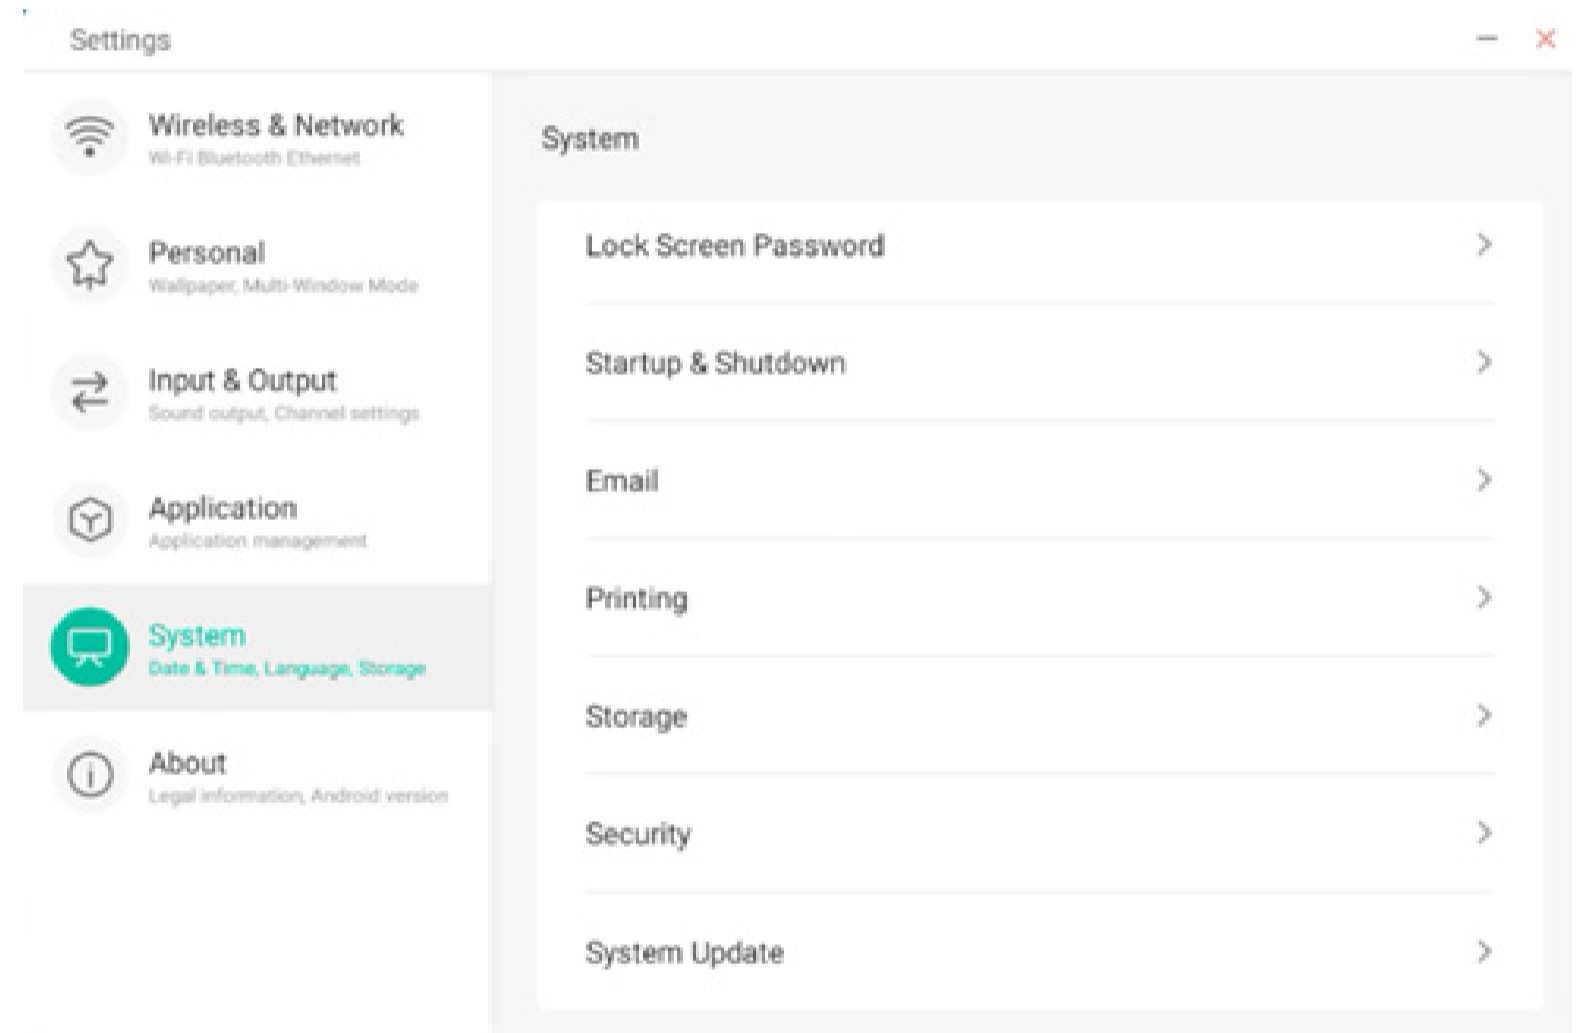 Settings
Wireless & Network
Wi-Fi Bluetooth Ethernet
Personal
Wallpaper, Multi-Window Mode
Input & Output
Sound output, Channel settings
Application
Application management
System
Date & Time, Language, Storage
About
Legal information, Android version
System
Lock Screen Password
Startup & Shutdown
Email
Printing
Storage
Security
System Update